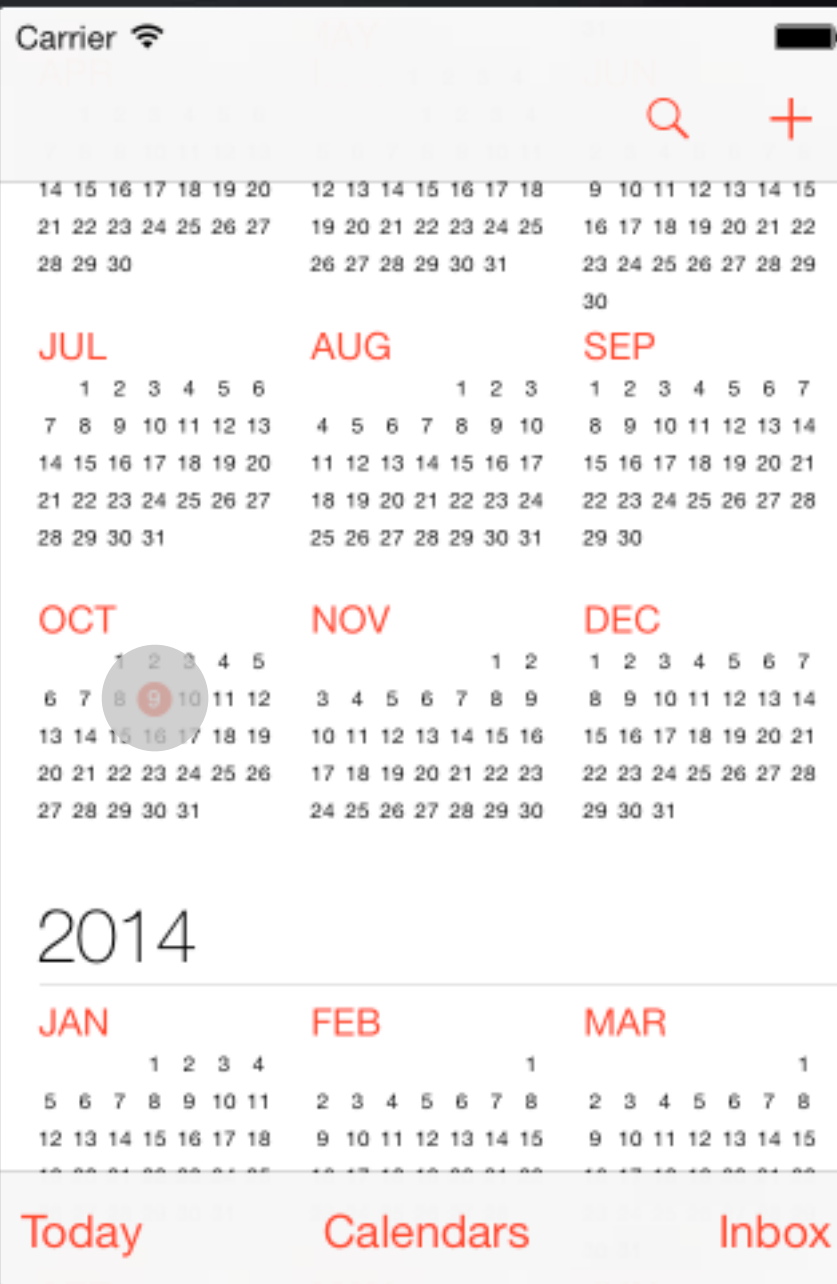 Carrier
14 15 16 17 18 19 20 12 13 14 15 16 17 18 9 10 11 12 13 14 15
21 22 23 24 25 26 27 19 20 21 22 23 24 25 16 17 18 19 20 21 22
28 29 30 26 27 28 29 30 31 23 24 25 26 27 28 29
30
JUL AUG SEP
1 2 3 4 5 6 1 2 3 1 2 3 4 5 6 7
7 8 9 10 11 12 13 4 5 6 7 8 9 10 8 9 10 11 12 13 14
14 15 16 17 18 19 20 11 12 13 14 15 16 17 15 16 17 18 19 20 21
21 22 23 24 25 26 27 18 19 20 21 22 23 24 22 23 24 25 26 27 28
28 29 30 31 25 26 27 28 29 30 31 29 30
OCT NOV DEC
1 2 3 4 5 1 2 1 2 3 4 5 6 7
6 7 8 9 10 11 12 3 4 5 6 7 8 9 8 9 10 11 12 13 14
13 14 15 16 17 18 19 10 11 12 13 14 15 16 15 16 17 18 19 20 21
20 21 22 23 24 25 26 17 18 19 20 21 22 23 22 23 24 25 26 27 28
27 28 29 30 31 24 25 26 27 28 29 30 29 30 31
2014
JAN FEB MAR
1 2 3 4 1 1
5 6 7 8 9 10 11 2 3 4 5 6 7 8 2 3 4 5 6 7 8
12 13 14 15 16 17 18 9 10 11 12 13 14 15 9 10 11 12 13 14 15
Today Calendars Inbox